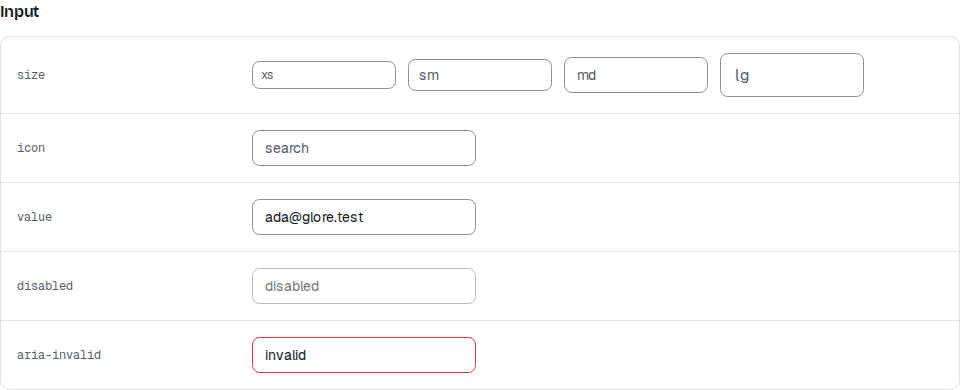 Input
size xs sm md lg
icon search
value ada@glore.test
disabled disabled
aria-invalid invalid